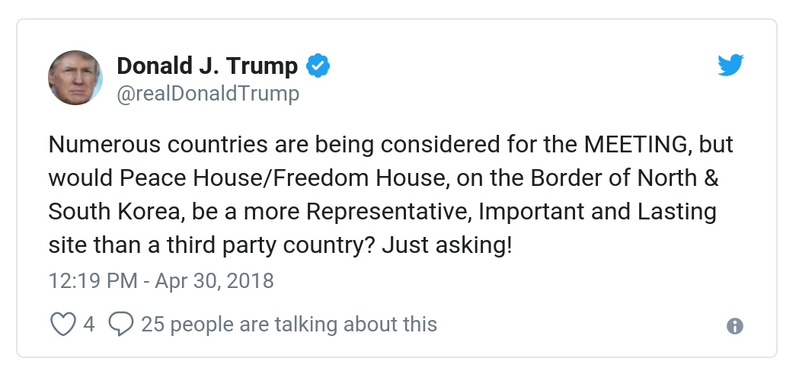 Donald J. Trump
@realDonaldTrump
Numerous countries are being considered for the MEETING, but
would Peace House/Freedom House, on the Border of North &
South Korea, be a more Representative, Important and Lasting
site than a third party country? Just asking!
12:19 PM - Apr 30, 2018
4 25 people are talking about this